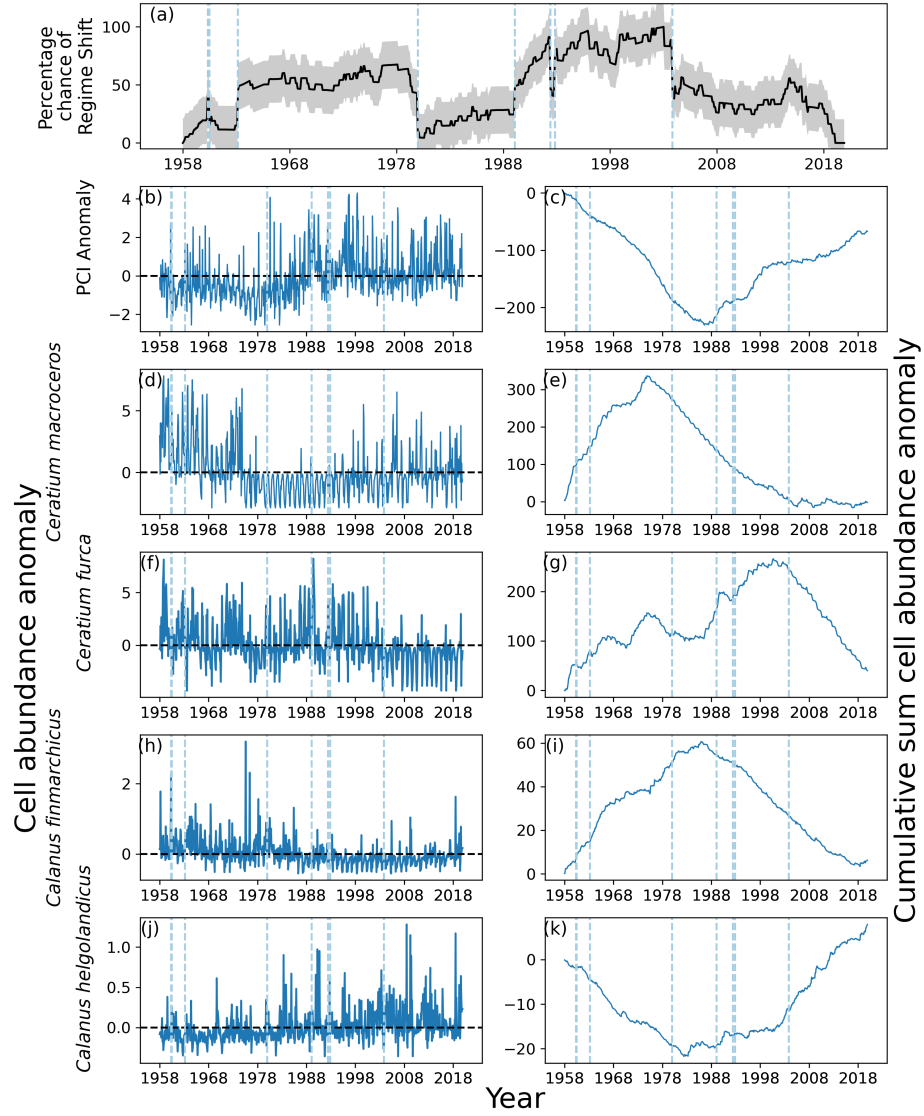 (a)
Percentage
chance of
Regime Shift
100
50
0
1958 1968 1978 1988 1998 2008 2018
(b)
PCI Anomaly
4
2
0
−2
1958 1968 1978 1988 1998 2008 2018
(c)
0
−100
−200
1958 1968 1978 1988 1998 2008 2018
(d)
Ceratium macroceros
5
0
1958 1968 1978 1988 1998 2008 2018
(e)
300
200
100
0
1958 1968 1978 1988 1998 2008 2018
Cell abundance anomaly
Cumulative sum cell abundance anomaly
(f)
Ceratium furca
5
0
1958 1968 1978 1988 1998 2008 2018
(g)
200
100
0
1958 1968 1978 1988 1998 2008 2018
(h)
Calanus finmarchicus
2
0
1958 1968 1978 1988 1998 2008 2018
(i)
60
40
20
0
1958 1968 1978 1988 1998 2008 2018
(j)
Calanus helgolandicus
1.0
0.5
0.0
1958 1968 1978 1988 1998 2008 2018
(k)
0
−10
−20
1958 1968 1978 1988 1998 2008 2018
Year